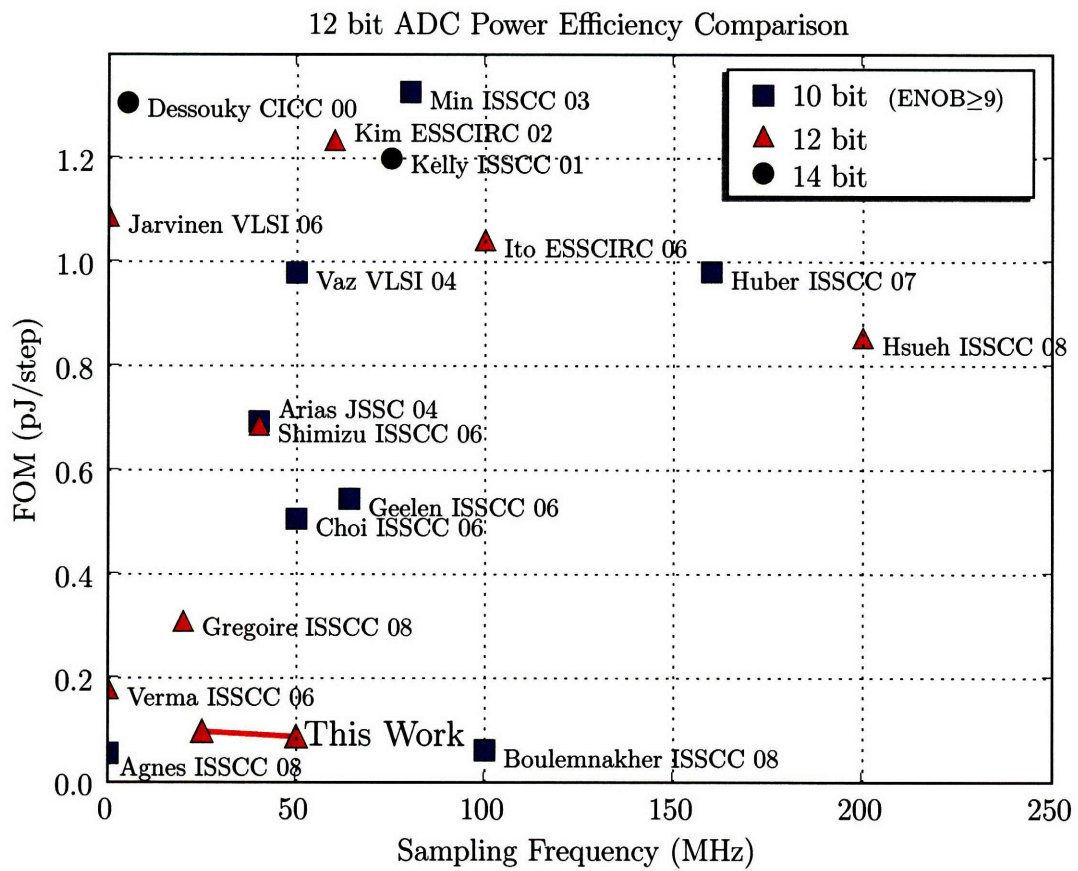 12 bit ADC Power Efficiency Comparison
10 bit (ENOB≥9)
12 bit
14 bit
Dessouky CICC 00
Min ISSCC 03
Kim ESSCIRC 02
Kelly ISSCC 01
Jarvinen VLSI 06
Ito ESSCIRC 06
Vaz VLSI 04
Huber ISSCC 07
Hsueh ISSCC 08
Arias JSSC 04
Shimizu ISSCC 06
Geelen ISSCC 06
Choi ISSCC 06
Gregoire ISSCC 08
Verma ISSCC 06
This Work
Boulemnakher ISSCC 08
Agnes ISSCC 08
1.2
1.0
0.8
0.6
0.4
0.2
0.0
FOM (pJ/step)
0 50 100 150 200 250
Sampling Frequency (MHz)